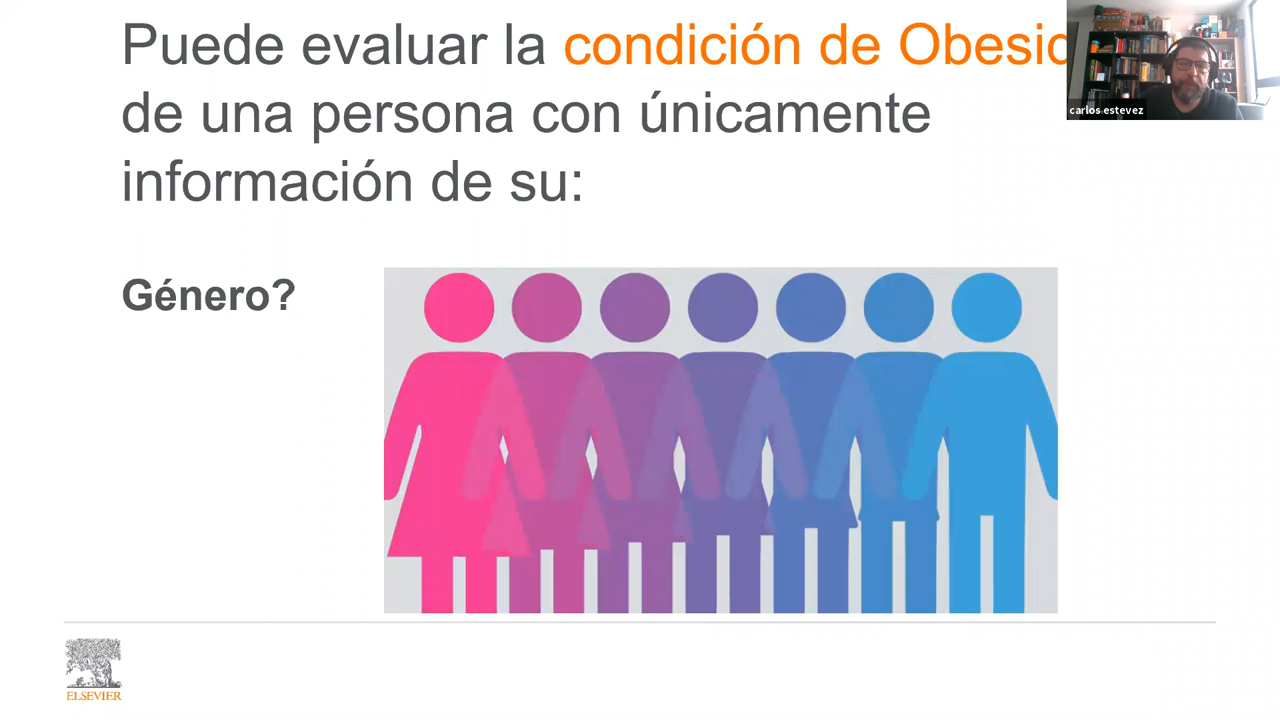 Puede evaluar la condición de Obesid
de una persona con únicamente
información de su:
carlos estevez
Género?
ELSEVIER